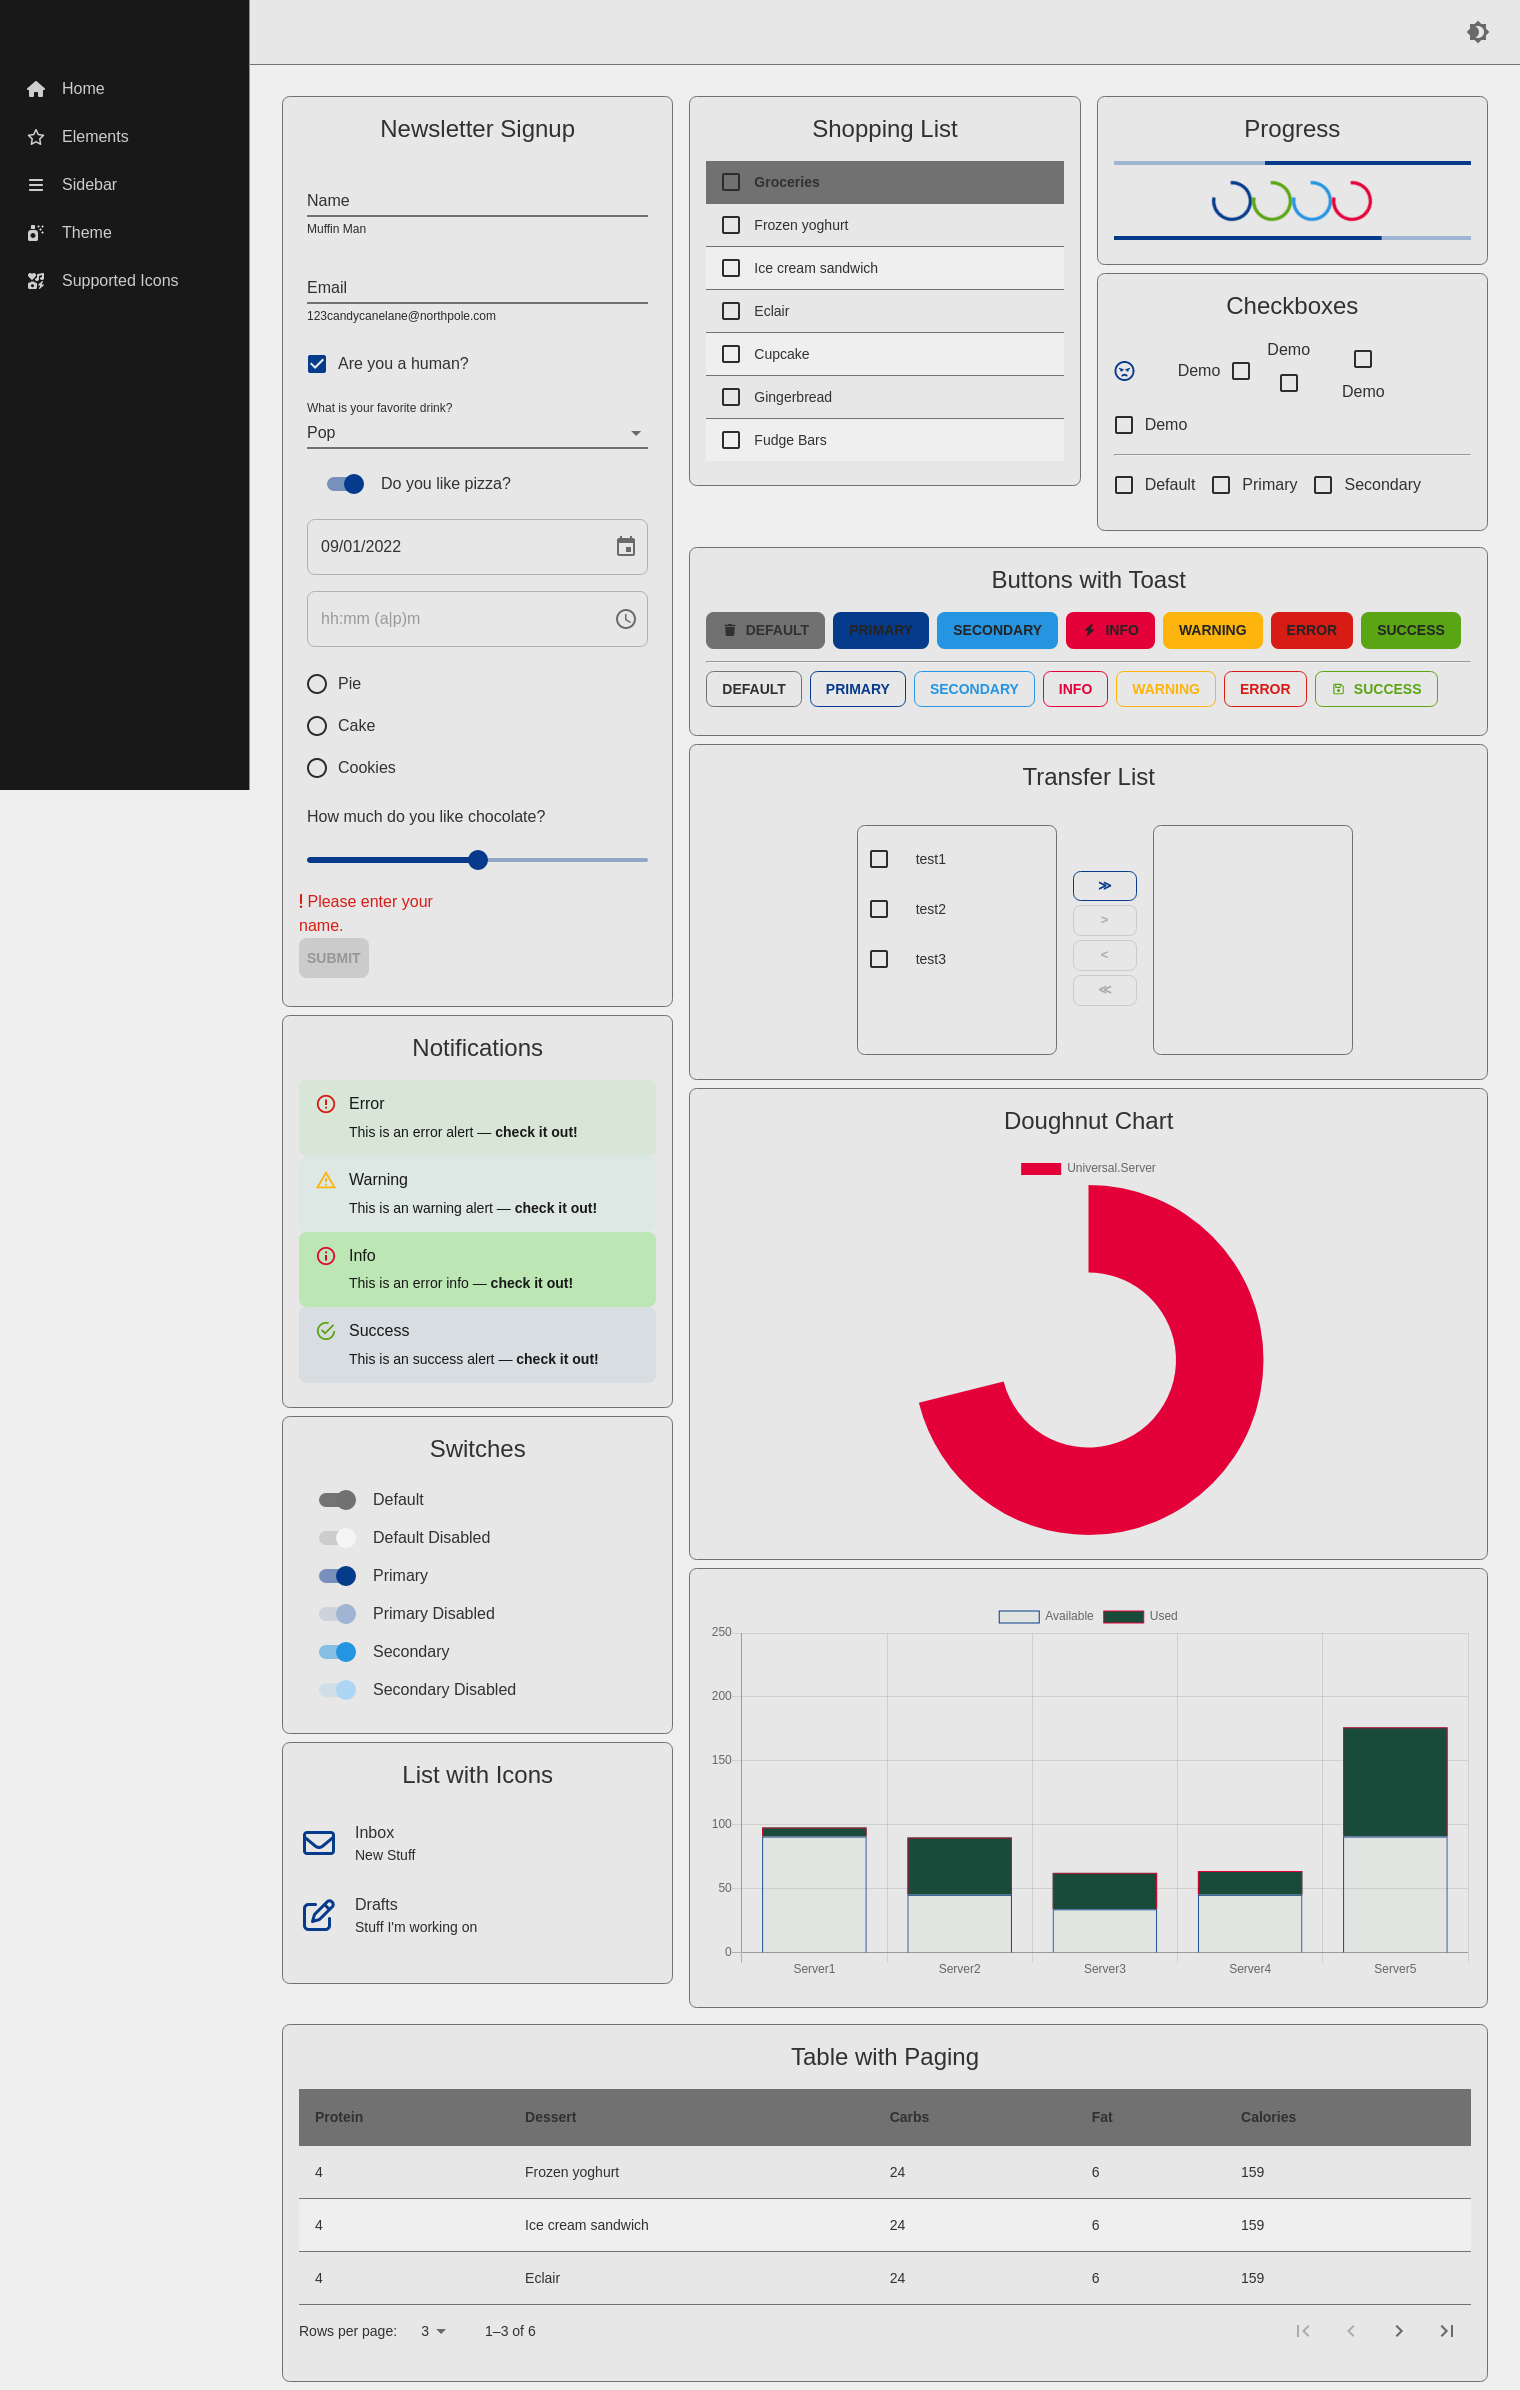 Home
Elements
Sidebar
Theme
Supported Icons
Newsletter Signup
Name
Muffin Man
Email
123candycanelane@northpole.com
Are you a human?
What is your favorite drink?
Pop
Do you like pizza?
09/01/2022
hh:mm (a|p)m
Pie
Cake
Cookies
How much do you like chocolate?
! Please enter your
name.
SUBMIT
Shopping List
Groceries
Frozen yoghurt
Ice cream sandwich
Eclair
Cupcake
Gingerbread
Fudge Bars
Progress
Checkboxes
Demo
Demo
Demo
Demo
Default Primary Secondary
Buttons with Toast
DEFAULT PRIMARY SECONDARY INFO WARNING ERROR SUCCESS
DEFAULT PRIMARY SECONDARY INFO WARNING ERROR SUCCESS
Transfer List
test1
test2
test3
≫
>
<
≪
Notifications
Error
This is an error alert — check it out!
Warning
This is an warning alert — check it out!
Info
This is an error info — check it out!
Success
This is an success alert — check it out!
Doughnut Chart
Universal.Server
Switches
Default
Default Disabled
Primary
Primary Disabled
Secondary
Secondary Disabled
List with Icons
Inbox
New Stuff
Drafts
Stuff I'm working on
Available Used
250
200
150
100
50
0
Server1 Server2 Server3 Server4 Server5
Table with Paging
Protein Dessert Carbs Fat Calories
4 Frozen yoghurt 24 6 159
4 Ice cream sandwich 24 6 159
4 Eclair 24 6 159
Rows per page: 3 1–3 of 6